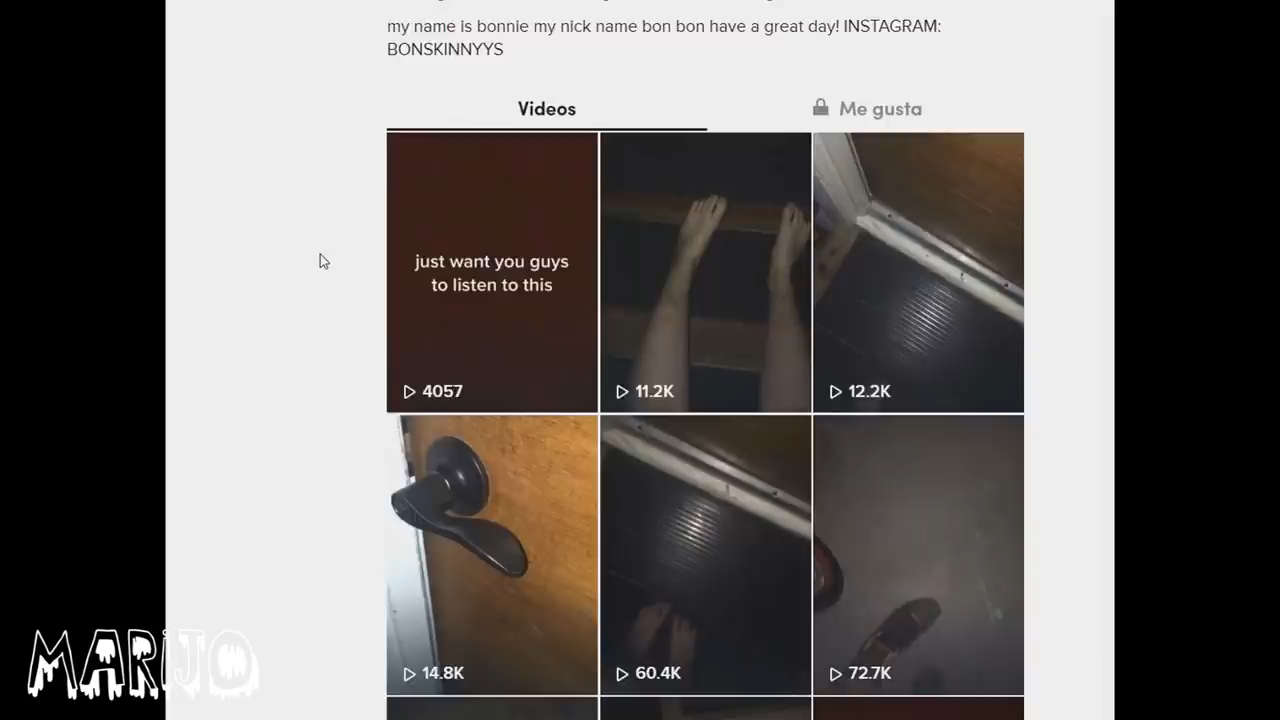 my name is bonnie my nick name bon bon have a great day! INSTAGRAM:
BONSKINNYYS
Videos
Me gusta
just want you guys
to listen to this
4057
11.2K
12.2K
14.8K
60.4K
72.7K
MARIJO